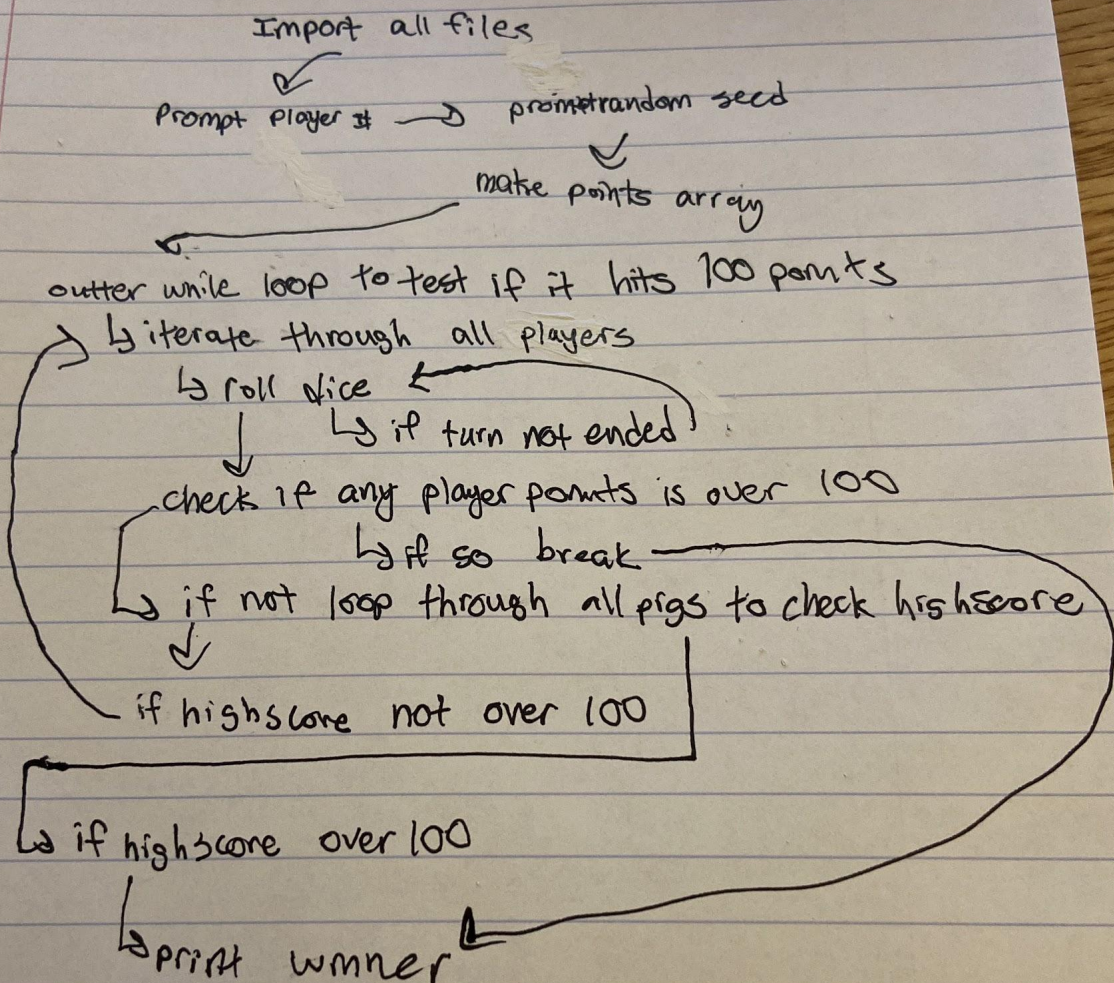 Import all files
Prompt Player # promptrandom seed
make points array
outter while loop to test if it hits 100 points
iterate through all players
roll dice
if turn not ended
check if any player points is over 100
if so break
if not loop through all pigs to check highscore
if highscore not over 100
if highscore over 100
print winner